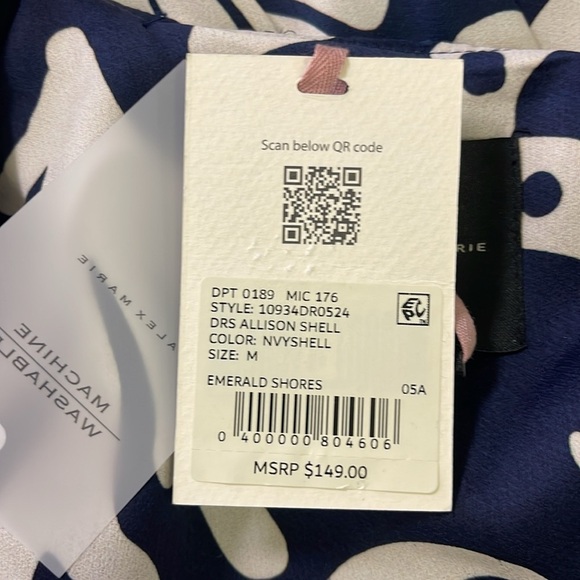 Scan below QR code
DPT 0189 MIC 176
STYLE: 10934DR0524
DRS ALLISON SHELL
COLOR: NVYSHELL
SIZE: M
EMERALD SHORES 05A
0 400000 804606
MSRP $149.00
ALEX MARIE
MACHINE
WASHABLE
RIE